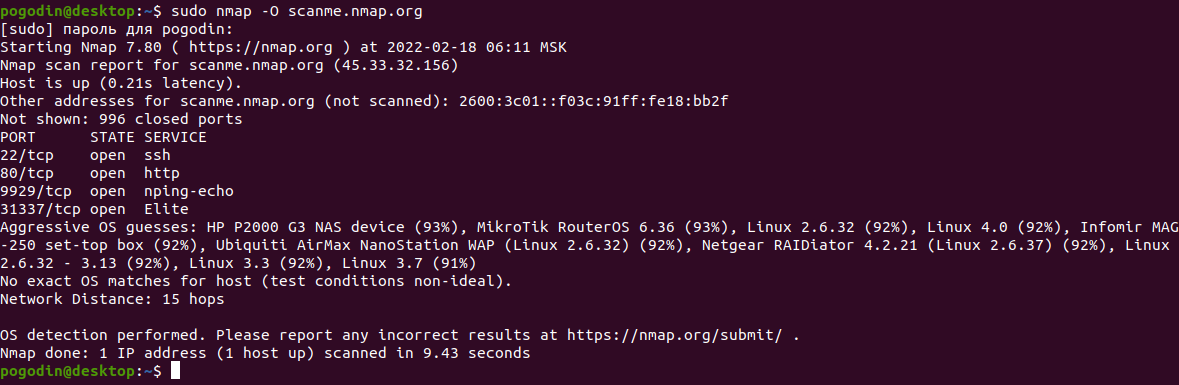 pogodin@desktop:~$ sudo nmap -O scanme.nmap.org
[sudo] пароль для pogodin:
Starting Nmap 7.80 ( https://nmap.org ) at 2022-02-18 06:11 MSK
Nmap scan report for scanme.nmap.org (45.33.32.156)
Host is up (0.21s latency).
Other addresses for scanme.nmap.org (not scanned): 2600:3c01::f03c:91ff:fe18:bb2f
Not shown: 996 closed ports
PORT      STATE SERVICE
22/tcp    open  ssh
80/tcp    open  http
9929/tcp  open  nping-echo
31337/tcp open  Elite
Aggressive OS guesses: HP P2000 G3 NAS device (93%), MikroTik RouterOS 6.36 (93%), Linux 2.6.32 (92%), Linux 4.0 (92%), Infomir MAG
-250 set-top box (92%), Ubiquiti AirMax NanoStation WAP (Linux 2.6.32) (92%), Netgear RAIDiator 4.2.21 (Linux 2.6.37) (92%), Linux
2.6.32 - 3.13 (92%), Linux 3.3 (92%), Linux 3.7 (91%)
No exact OS matches for host (test conditions non-ideal).
Network Distance: 15 hops
OS detection performed. Please report any incorrect results at https://nmap.org/submit/ .
Nmap done: 1 IP address (1 host up) scanned in 9.43 seconds
pogodin@desktop:~$